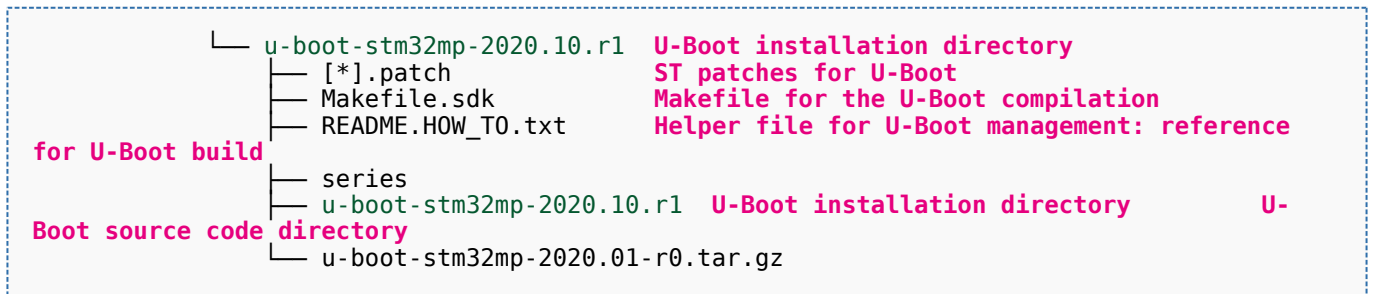 └── u-boot-stm32mp-2020.10.r1 U-Boot installation directory
├── [*].patch ST patches for U-Boot
├── Makefile.sdk Makefile for the U-Boot compilation
├── README.HOW_TO.txt Helper file for U-Boot management: reference
for U-Boot build
├── series
├── u-boot-stm32mp-2020.10.r1 U-Boot installation directory U-
Boot source code directory
└── u-boot-stm32mp-2020.01-r0.tar.gz